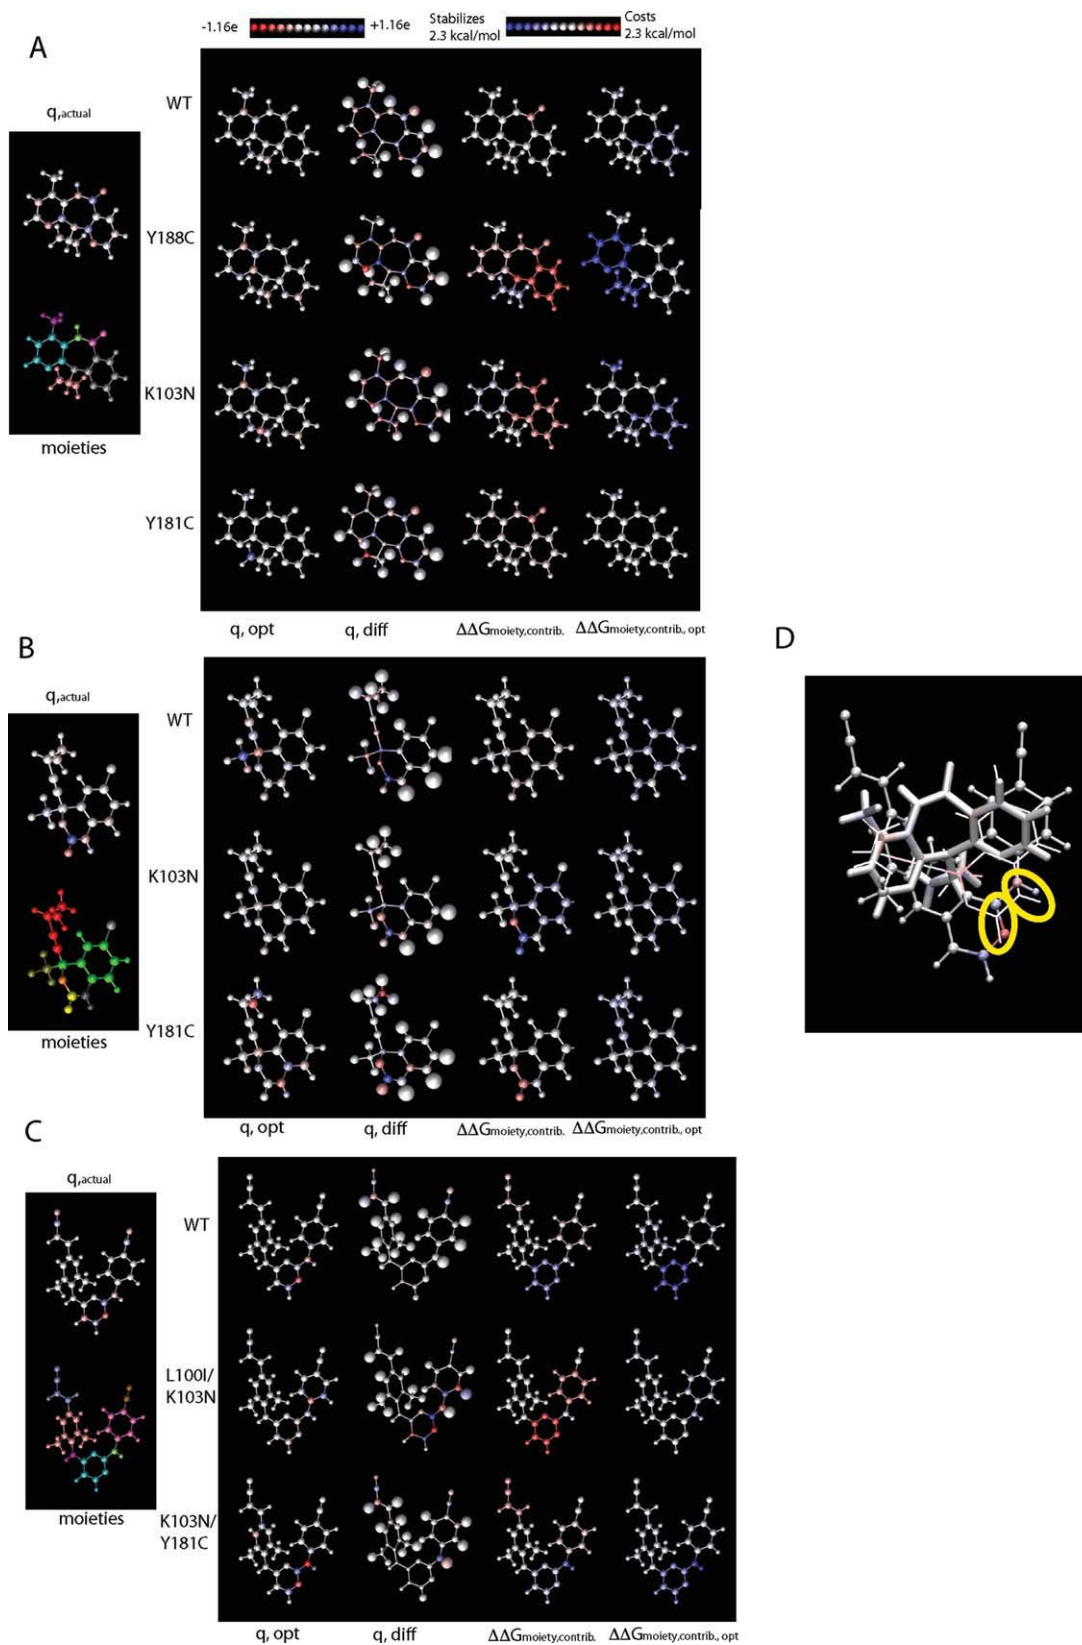 -1.16e
+1.16e
Stabilizes
2.3 kcal/mol
Costs
2.3 kcal/mol
A
q,actual
moieties
WT
Y188C
K103N
Y181C
q, opt
q, diff
ΔΔGmoiety,contrib.
ΔΔGmoiety,contrib., opt
B
q,actual
moieties
WT
K103N
Y181C
q, opt
q, diff
ΔΔGmoiety,contrib.
ΔΔGmoiety,contrib., opt
D
C
q,actual
moieties
WT
L100I/
K103N
K103N/
Y181C
q, opt
q, diff
ΔΔGmoiety,contrib.
ΔΔGmoiety,contrib., opt